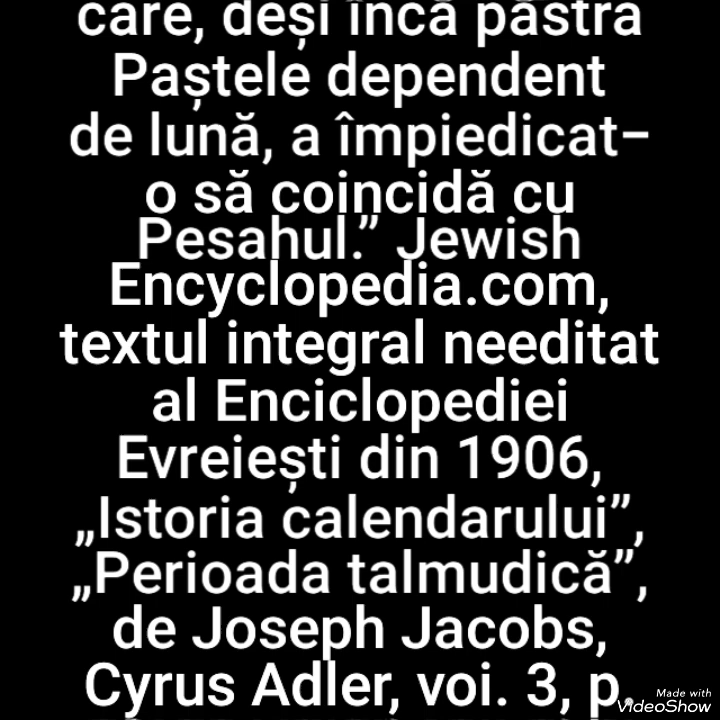 care, deși încă păstra
Paștele dependent
de lună, a împiedicat-
o să coincidă cu
Pesahul.” Jewish
Encyclopedia.com,
textul integral needitat
al Enciclopediei
Evreiești din 1906,
„Istoria calendarului”,
„Perioada talmudică”,
de Joseph Jacobs,
Cyrus Adler, voi. 3, p.
Made with
VideoShow